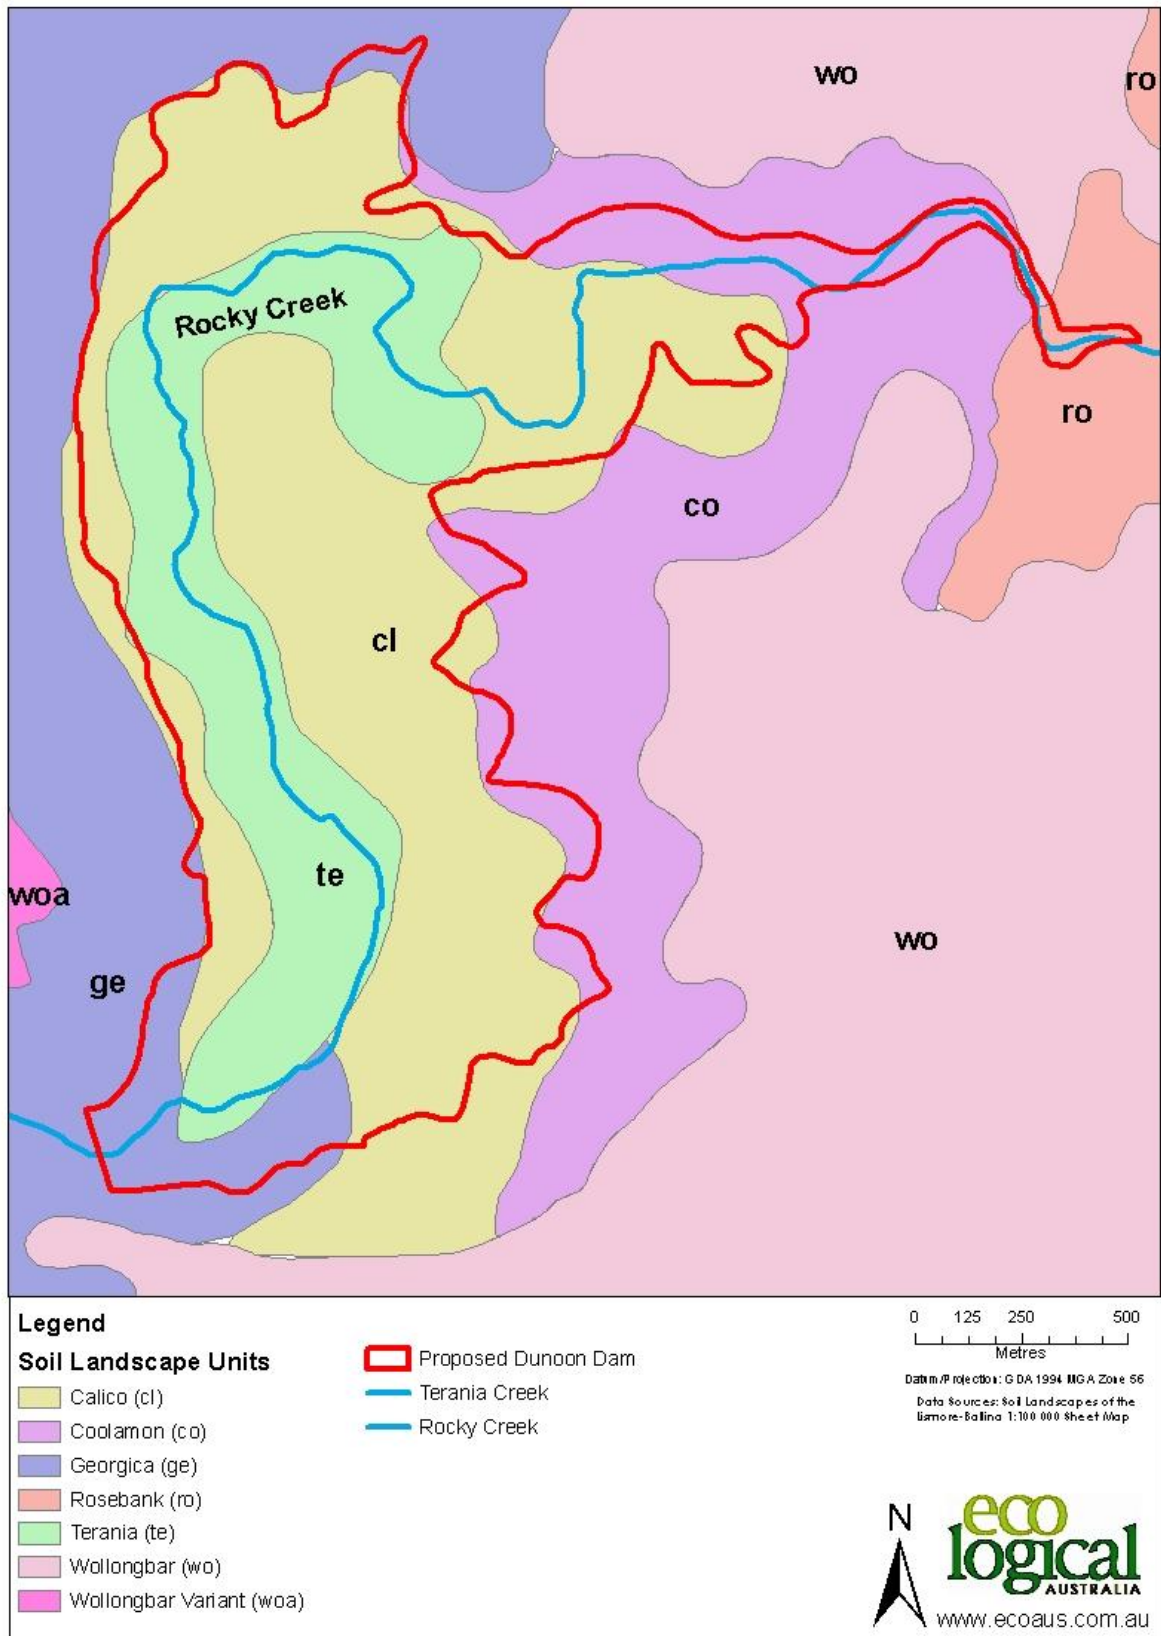 wo
ro
Rocky Creek
ro
co
cl
te
woa
wo
ge
Legend
Soil Landscape Units
Calico (cl)
Coolamon (co)
Georgica (ge)
Rosebank (ro)
Terania (te)
Wollongbar (wo)
Wollongbar Variant (woa)
Proposed Dunoon Dam
Terania Creek
Rocky Creek
0 125 250 500
Metres
Datum/Projection: GDA 1994 MGA Zone 56
Data Sources: Soil Landscapes of the
Lismore-Ballina 1:100 000 Sheet Map
N
eco
logical
AUSTRALIA
www.ecoaus.com.au